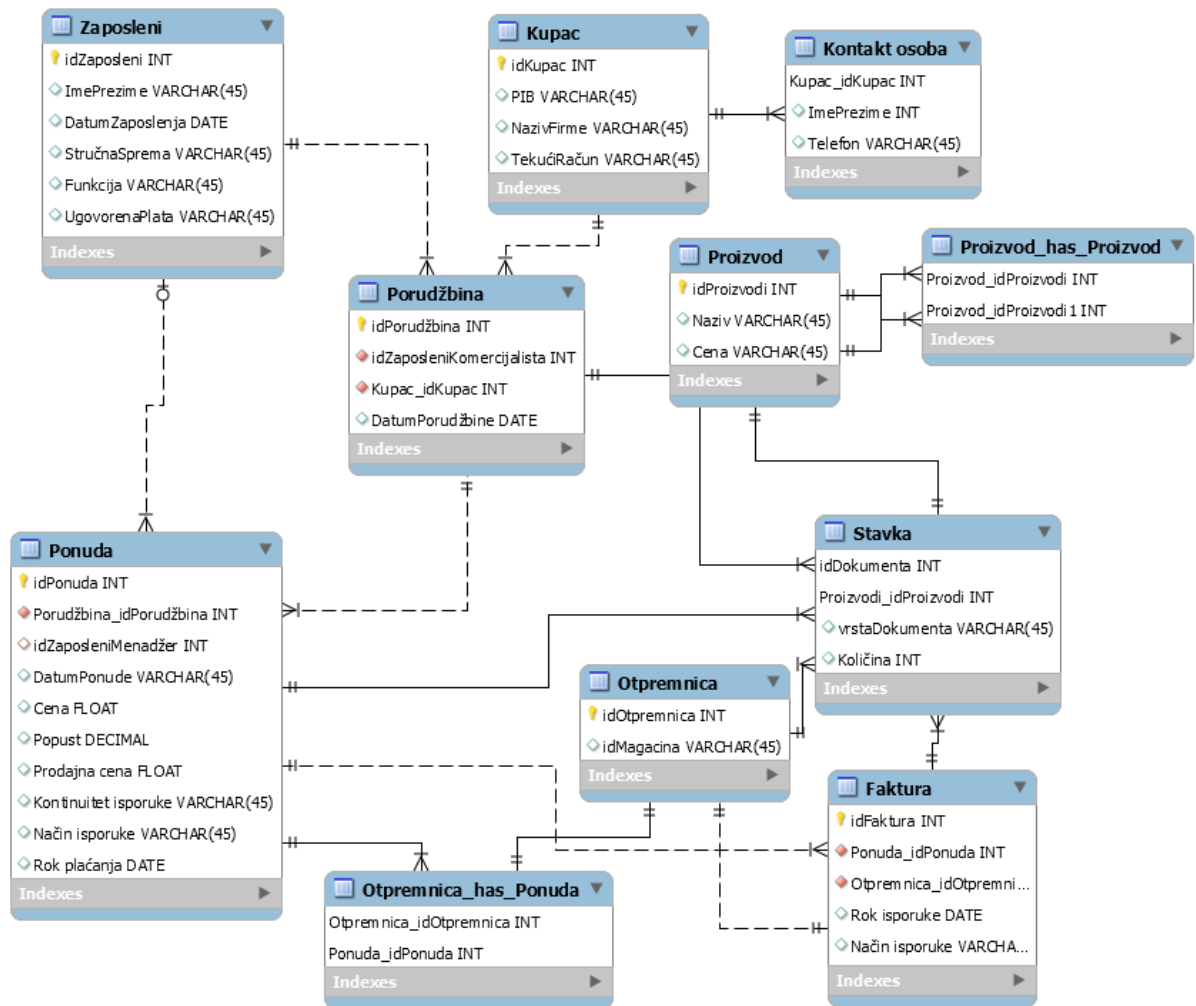 Zaposleni
idZaposleni INT
ImePrezime VARCHAR(45)
DatumZaposlenja DATE
StručnaSprema VARCHAR(45)
Funkcija VARCHAR(45)
UgovorenaPlata VARCHAR(45)
Indexes
Kupac
idKupac INT
PIB VARCHAR(45)
NazivFirme VARCHAR(45)
TekućiRačun VARCHAR(45)
Indexes
Kontakt osoba
Kupac_idKupac INT
ImePrezime INT
Telefon VARCHAR(45)
Indexes
Porudžbina
idPorudžbina INT
idZaposleniKomercijalista INT
Kupac_idKupac INT
DatumPorudžbine DATE
Indexes
Proizvod
idProizvodi INT
Naziv VARCHAR(45)
Cena VARCHAR(45)
Indexes
Proizvod_has_Proizvod
Proizvod_idProizvodi INT
Proizvod_idProizvodi1 INT
Indexes
Ponuda
idPonuda INT
Porudžbina_idPorudžbina INT
idZaposleniMenadžer INT
DatumPonude VARCHAR(45)
Cena FLOAT
Popust DECIMAL
Prodajna cena FLOAT
Kontinuitet isporuke VARCHAR(45)
Način isporuke VARCHAR(45)
Rok plaćanja DATE
Indexes
Stavka
idDokumenta INT
Proizvodi_idProizvodi INT
vrstaDokumenta VARCHAR(45)
Količina INT
Indexes
Otpremnica
idOtpremnica INT
idMagacina VARCHAR(45)
Indexes
Faktura
idFaktura INT
Ponuda_idPonuda INT
Otpremnica_idOtpremni...
Rok isporuke DATE
Način isporuke VARCHA...
Indexes
Otpremnica_has_Ponuda
Otpremnica_idOtpremnica INT
Ponuda_idPonuda INT
Indexes